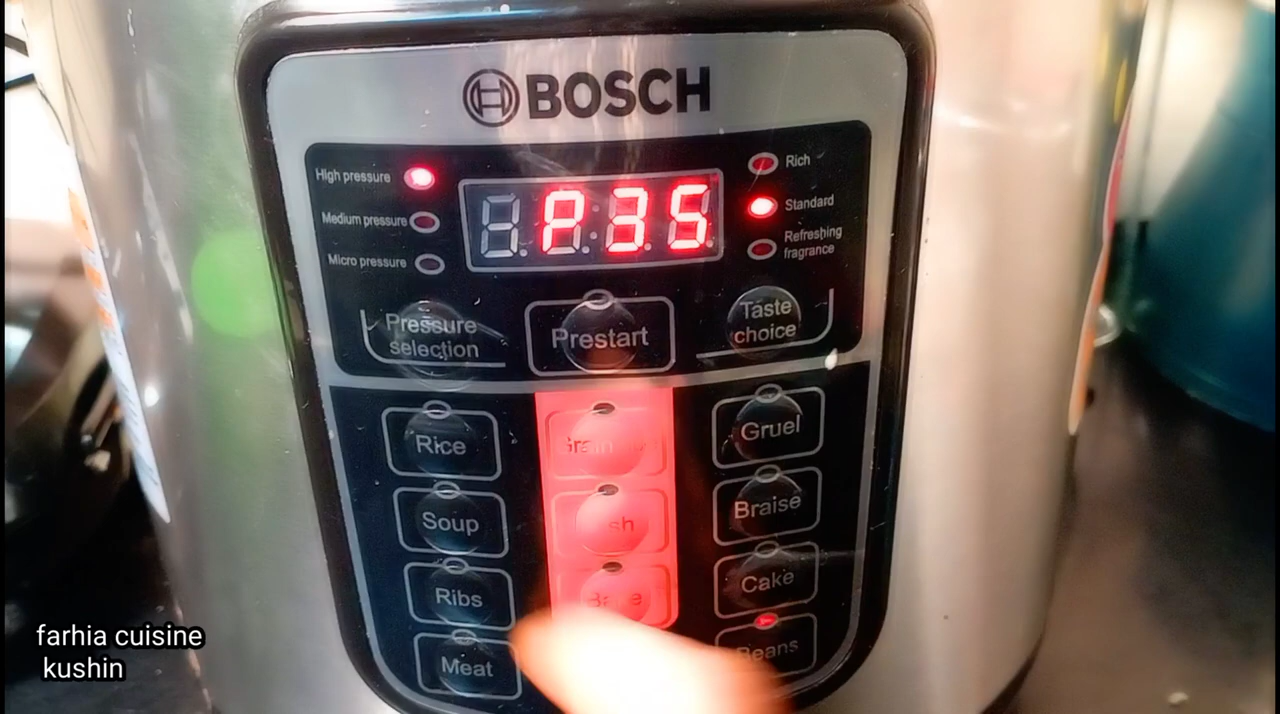 BOSCH
High pressure
Medium pressure
Micro pressure
P35
Rich
Standard
Refreshing
fragrance
Pressure
selection
Prestart
Taste
choice
Rice
Gruel
Soup
Braise
Ribs
Cake
Meat
Beans
farhia cuisine
kushin